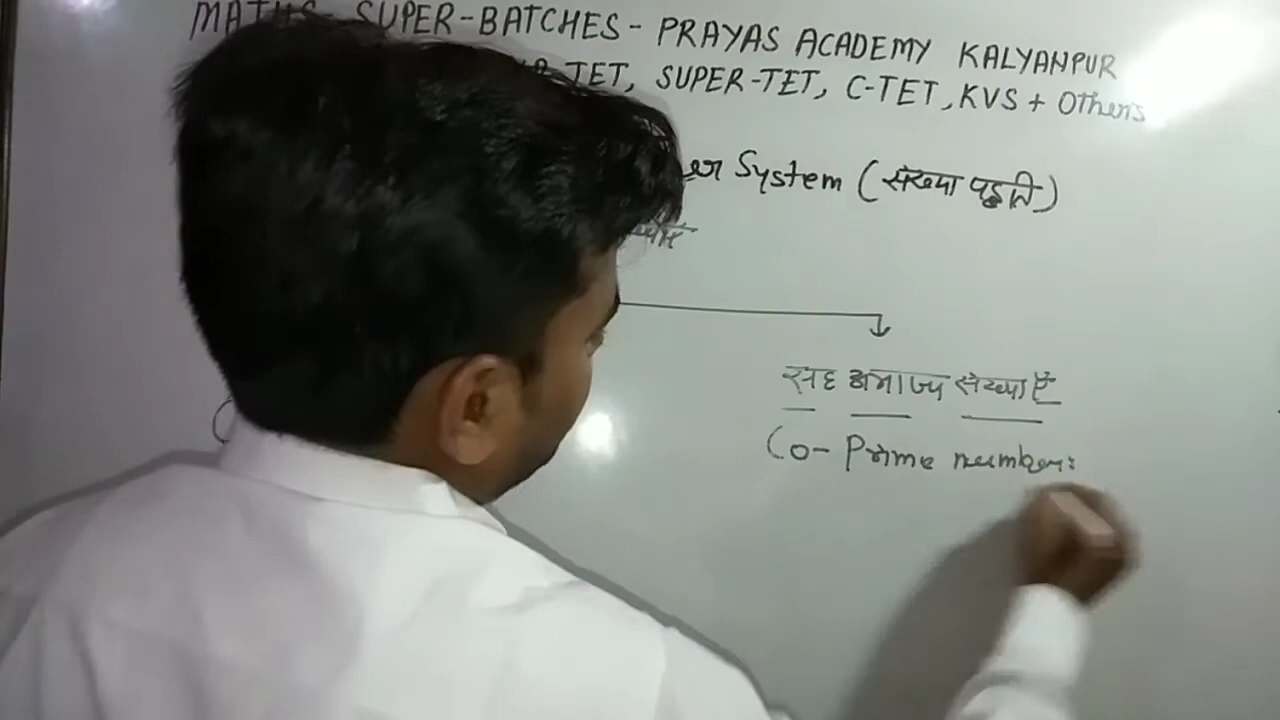 MATHS - SUPER-BATCHES - PRAYAS ACADEMY KALYANPUR
TET, SUPER-TET, C-TET, KVS + Others
System (संख्या पद्धति)
सह अभाज्य संख्याएँ
Co-Prime numbers